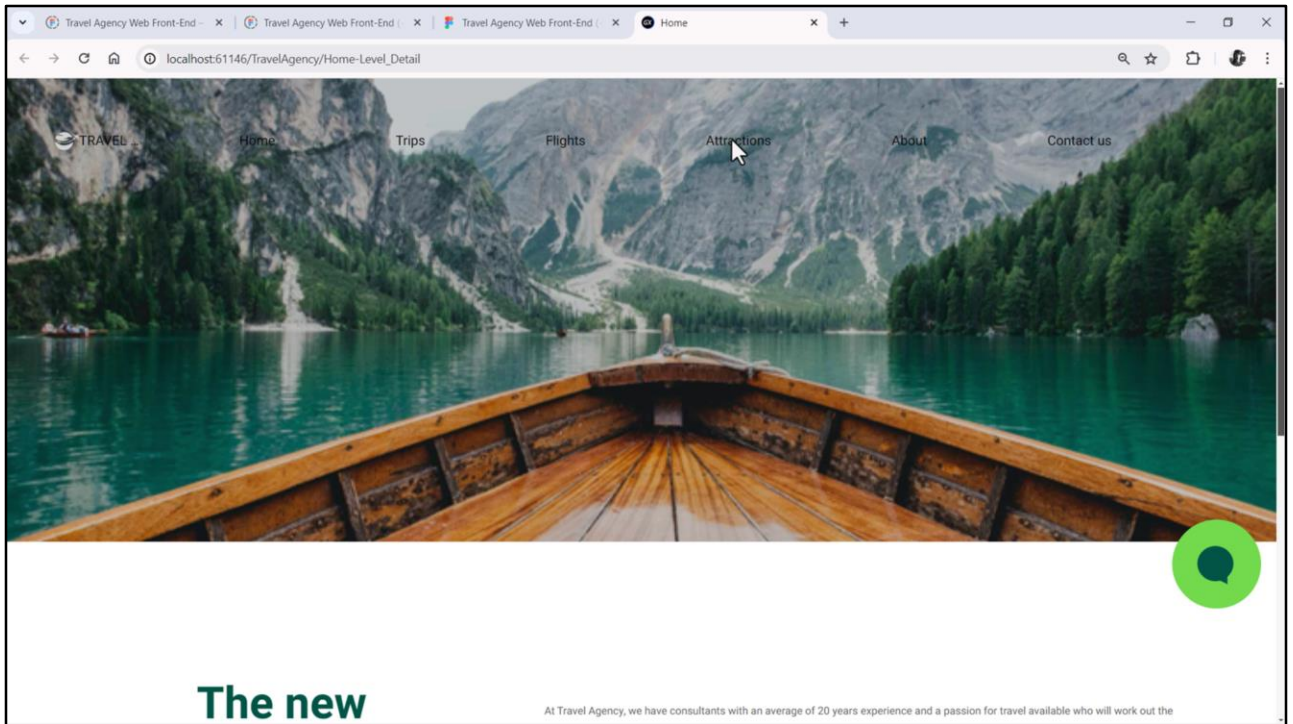 Travel Agency Web Front-End –
Travel Agency Web Front-End (
Travel Agency Web Front-End (
Home
localhost:61146/TravelAgency/Home-Level_Detail
TRAVEL ...
Home
Trips
Flights
Attractions
About
Contact us
The new
At Travel Agency, we have consultants with an average of 20 years experience and a passion for travel available who will work out the